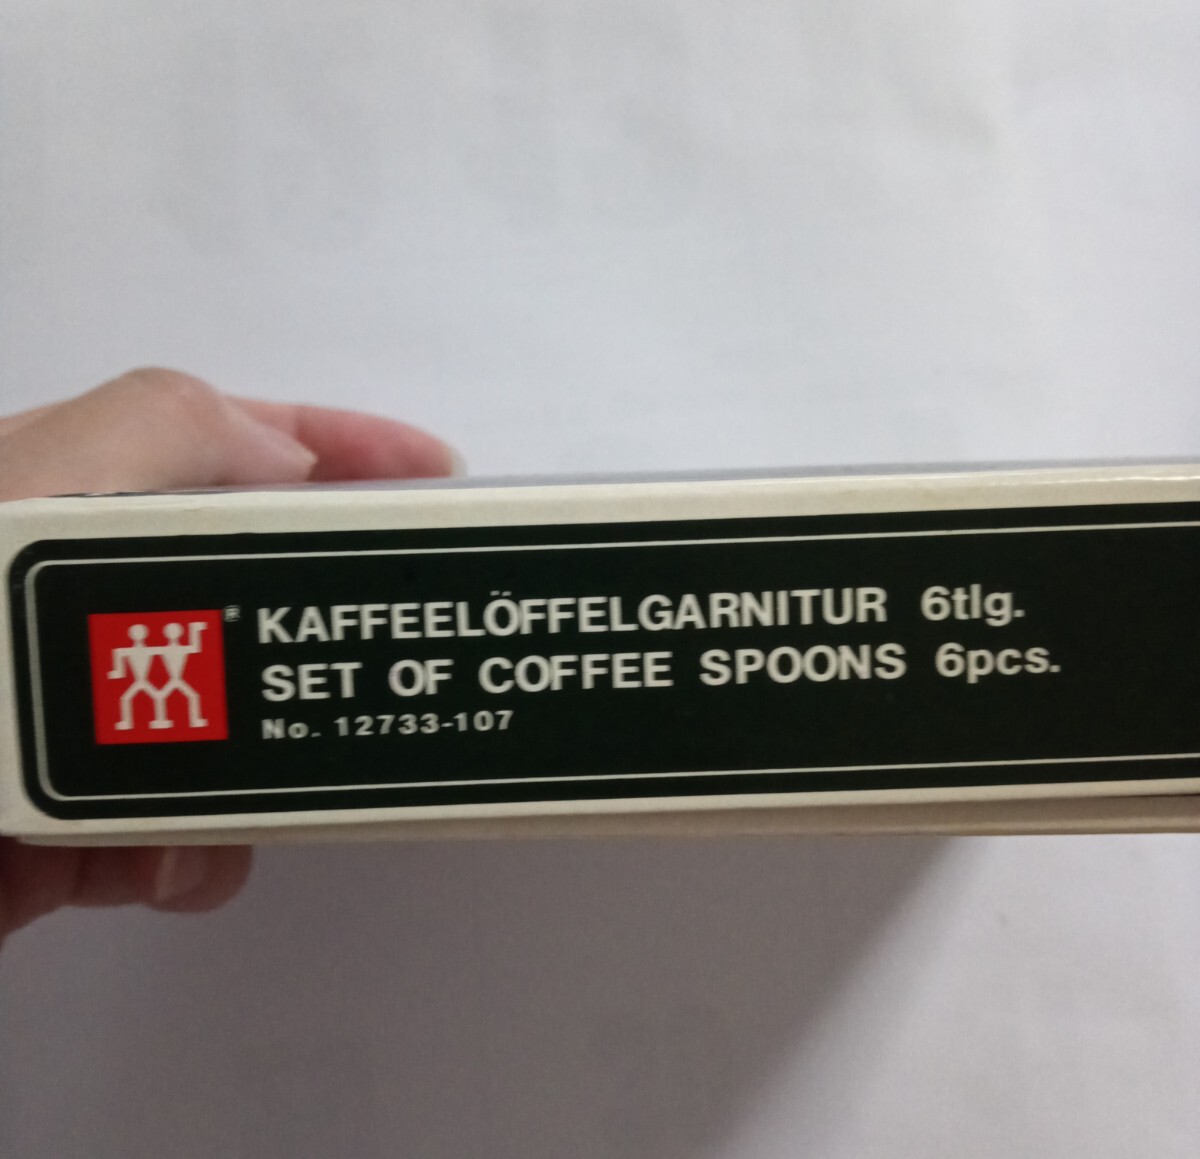 KAFFEELÖFFELGARNITUR 6tlg.
SET OF COFFEE SPOONS 6pcs.
No. 12733-107